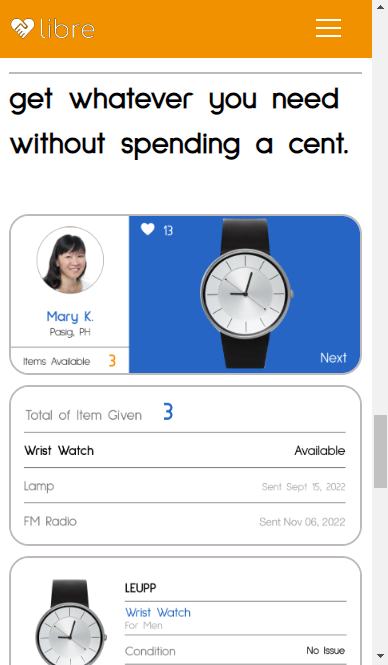 libre
get whatever you need
without spending a cent.
13
Mary K.
Pasig, PH
Items Available 3
Next
Total of Item Given 3
Wrist Watch Available
Lamp Sent Sept 15, 2022
FM Radio Sent Nov 06, 2022
LEUPP
Wrist Watch
For Men
Condition No Issue